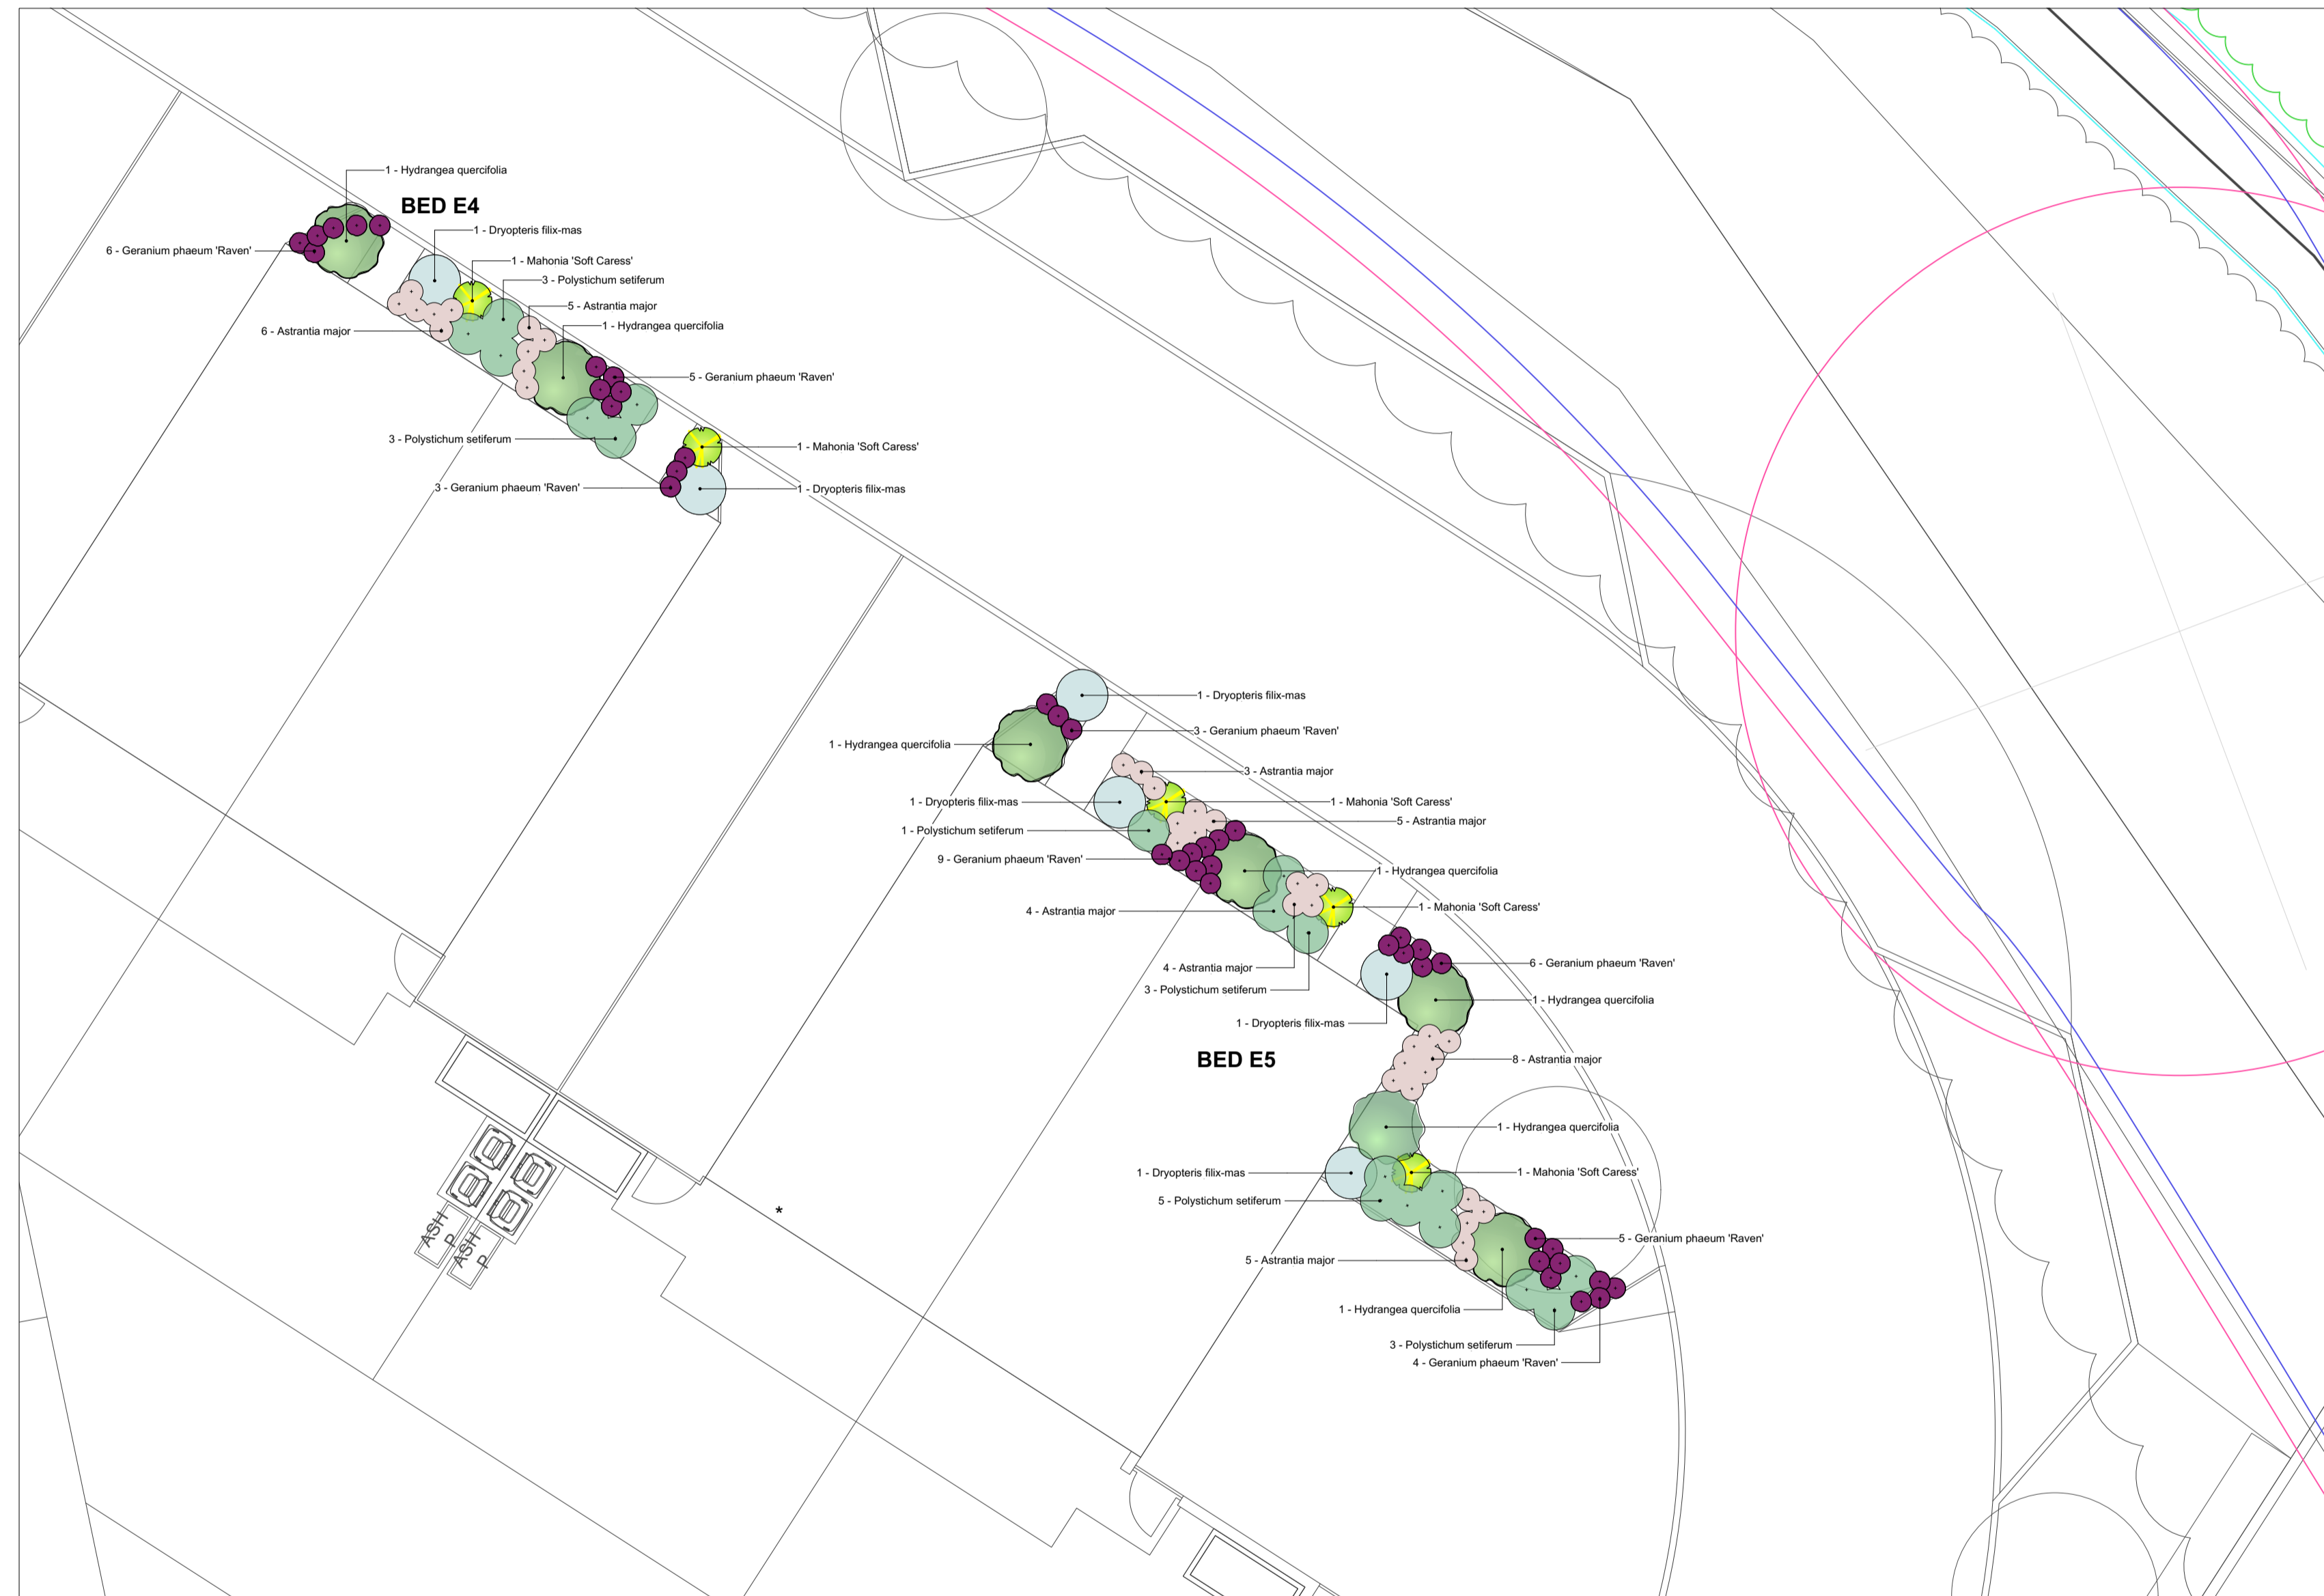 1 - Hydrangea quercifolia
BED E4
1 - Dryopteris filix-mas
6 - Geranium phaeum 'Raven'
1 - Mahonia 'Soft Caress'
3 - Polystichum setiferum
5 - Astrantia major
1 - Hydrangea quercifolia
6 - Astrantia major
5 - Geranium phaeum 'Raven'
3 - Polystichum setiferum
1 - Mahonia 'Soft Caress'
3 - Geranium phaeum 'Raven'
1 - Dryopteris filix-mas
1 - Dryopteris filix-mas
3 - Geranium phaeum 'Raven'
1 - Hydrangea quercifolia
3 - Astrantia major
1 - Dryopteris filix-mas
1 - Mahonia 'Soft Caress'
5 - Astrantia major
1 - Polystichum setiferum
9 - Geranium phaeum 'Raven'
1 - Hydrangea quercifolia
4 - Astrantia major
1 - Mahonia 'Soft Caress'
4 - Astrantia major
6 - Geranium phaeum 'Raven'
3 - Polystichum setiferum
1 - Hydrangea quercifolia
1 - Dryopteris filix-mas
BED E5
8 - Astrantia major
1 - Hydrangea quercifolia
1 - Dryopteris filix-mas
1 - Mahonia 'Soft Caress'
5 - Polystichum setiferum
*
ASH
P
ASH
P
5 - Geranium phaeum 'Raven'
5 - Astrantia major
1 - Hydrangea quercifolia
3 - Polystichum setiferum
4 - Geranium phaeum 'Raven'